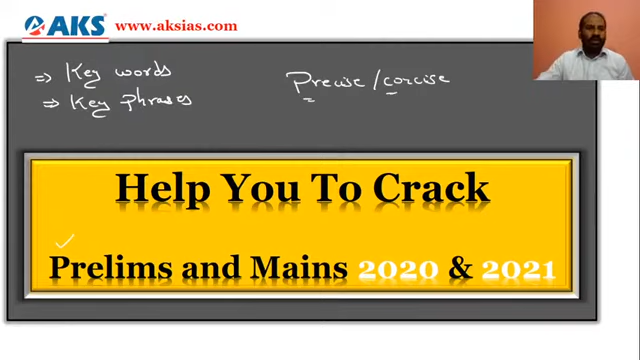 AKS www.aksias.com
⇒ Key words
⇒ Key phrases
Precise / concise
Help You To Crack
Prelims and Mains 2020 & 2021